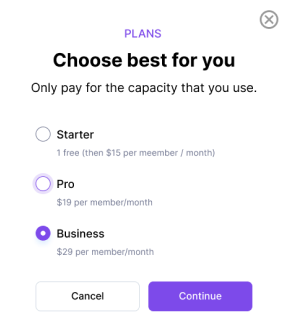 PLANS
Choose best for you
Only pay for the capacity that you use.
Starter
1 free (then $15 per meember / month)
Pro
$19 per member/month
Business
$29 per member/month
Cancel
Continue